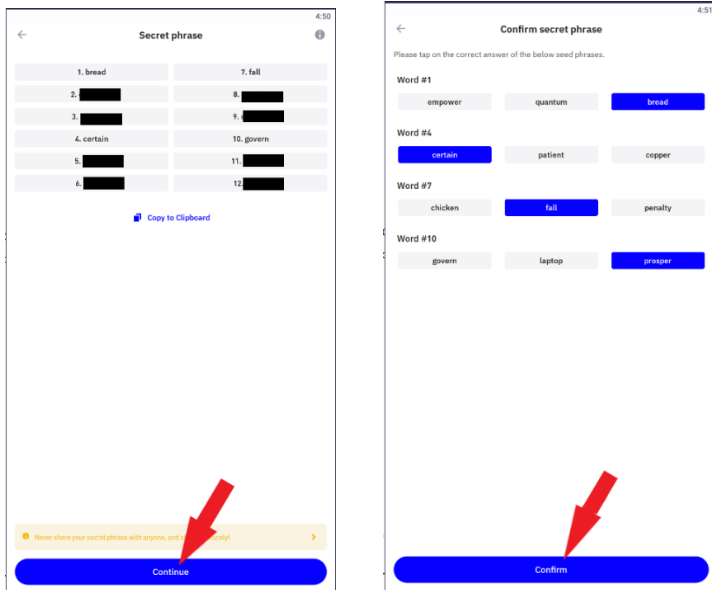 4:50
Secret phrase
1. bread 7. fall
2. 8.
3. 9.
4. certain 10. govern
5. 11.
6. 12.
Copy to Clipboard
Never share your secret phrase with anyone, and
Continue
4:51
Confirm secret phrase
Please tap on the correct answer of the below seed phrases.
Word #1
empower quantum bread
Word #4
certain patient copper
Word #7
chicken fall penalty
Word #10
govern laptop prosper
Confirm